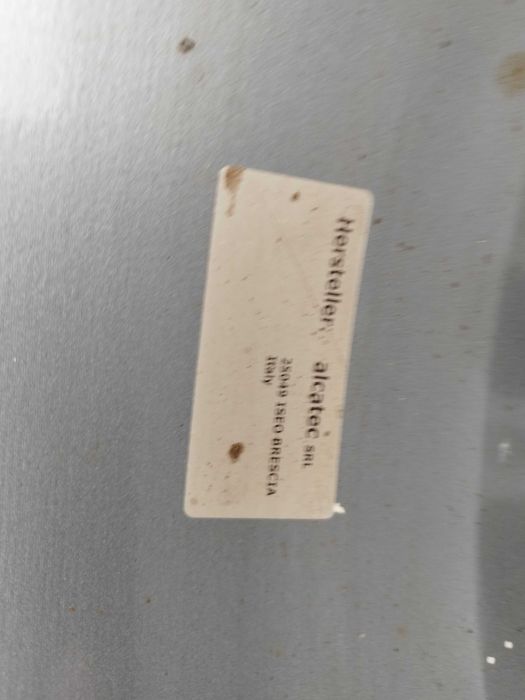 Hersteller:
alcatec SRL
25049 ISEO BRESCIA
Italy